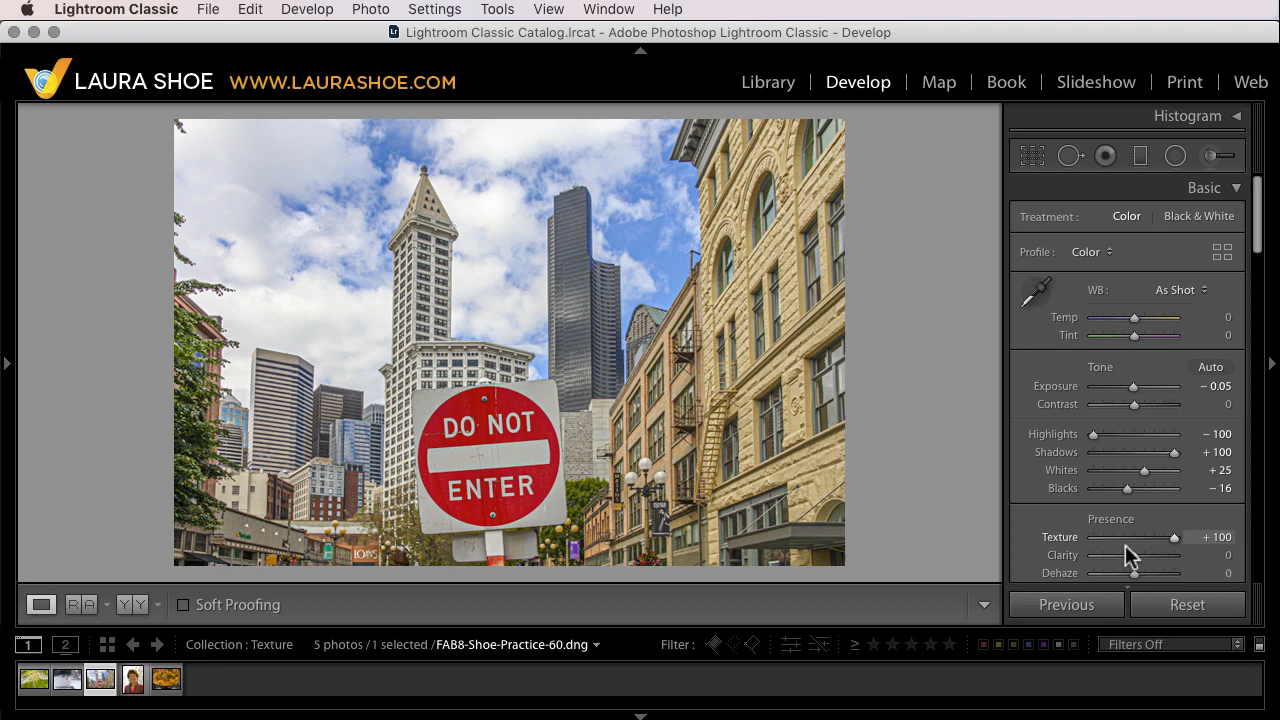 Lightroom Classic File Edit Develop Photo Settings Tools View Window Help
Lr Lightroom Classic Catalog.lrcat - Adobe Photoshop Lightroom Classic - Develop
LAURA SHOE WWW.LAURASHOE.COM
Library | Develop | Map | Book | Slideshow | Print | Web
Histogram
Basic
Treatment : Color | Black & White
Profile : Color
WB : As Shot
Temp 0
Tint 0
Tone Auto
Exposure − 0.05
Contrast 0
Highlights − 100
Shadows + 100
Whites + 25
Blacks − 16
Presence
Texture + 100
Clarity 0
Dehaze 0
DO NOT
ENTER
LOANS
R A Y Y Soft Proofing
Previous Reset
1 2 Collection : Texture 5 photos / 1 selected / FAB8-Shoe-Practice-60.dng Filter : ≥ Filters Off